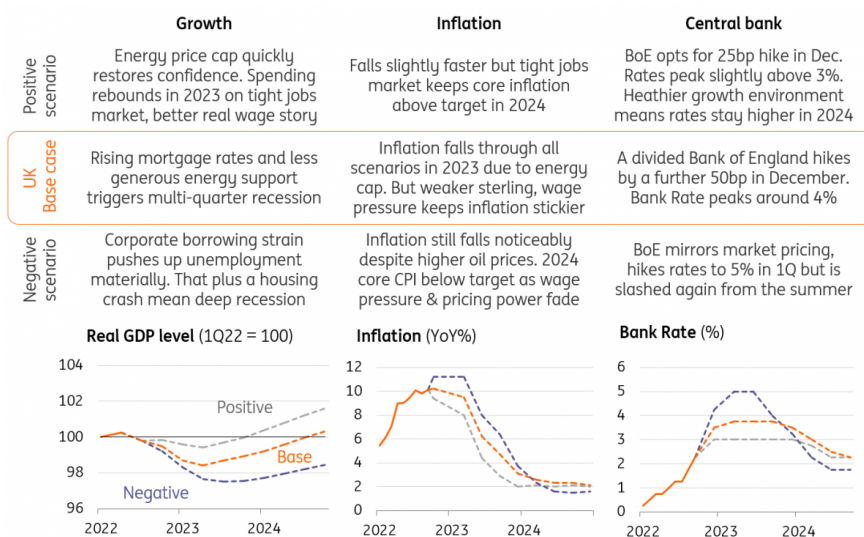 Growth
Inflation
Central bank
Positive
scenario
Energy price cap quickly
restores confidence. Spending
rebounds in 2023 on tight jobs
market, better real wage story
Falls slightly faster but tight jobs
market keeps core inflation
above target in 2024
BoE opts for 25bp hike in Dec.
Rates peak slightly above 3%.
Heathier growth environment
means rates stay higher in 2024
UK
Base case
Rising mortgage rates and less
generous energy support
triggers multi-quarter recession
Inflation falls through all
scenarios in 2023 due to energy
cap. But weaker sterling, wage
pressure keeps inflation stickier
A divided Bank of England hikes
by a further 50bp in December.
Bank Rate peaks around 4%
Negative
scenario
Corporate borrowing strain
pushes up unemployment
materially. That plus a housing
crash mean deep recession
Inflation still falls noticeably
despite higher oil prices. 2024
core CPI below target as wage
pressure & pricing power fade
BoE mirrors market pricing,
hikes rates to 5% in 1Q but is
slashed again from the summer
Real GDP level (1Q22 = 100)
104
102
100
98
96
Positive
Base
Negative
2022 2023 2024
Inflation (YoY%)
12
10
8
6
4
2
0
2022 2023 2024
Bank Rate (%)
6
5
4
3
2
1
0
2022 2023 2024